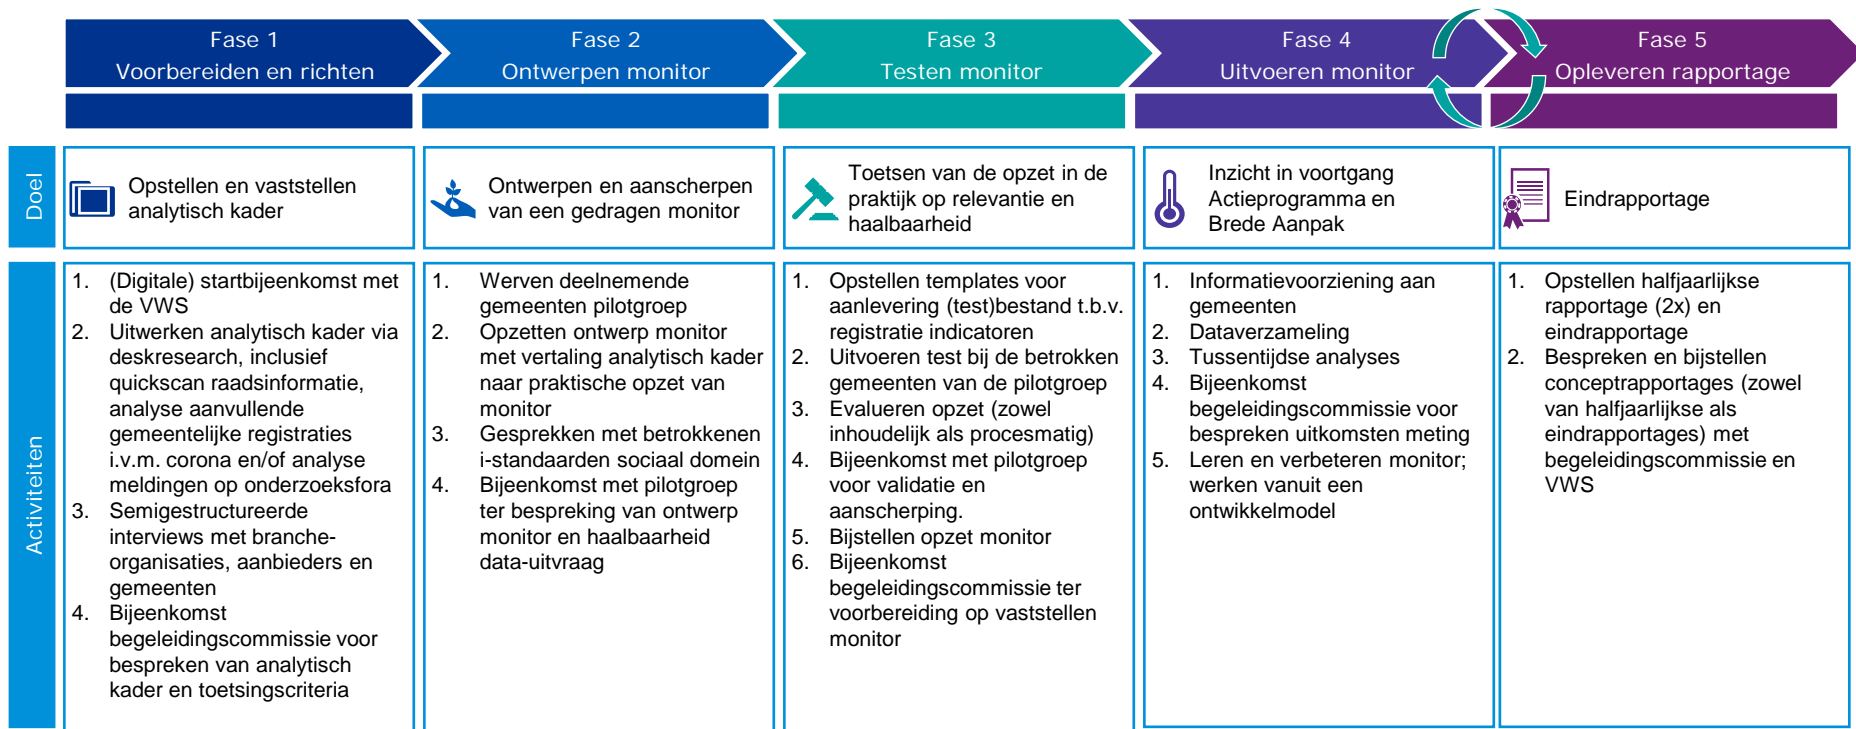 Fase 1
Voorbereiden en richten
Fase 2
Ontwerpen monitor
Fase 3
Testen monitor
Fase 4
Uitvoeren monitor
Fase 5
Opleveren rapportage
Doel
Opstellen en vaststellen
analytisch kader
Ontwerpen en aanscherpen
van een gedragen monitor
Toetsen van de opzet in de
praktijk op relevantie en
haalbaarheid
Inzicht in voortgang
Actieprogramma en
Brede Aanpak
Eindrapportage
Activiteiten
1. (Digitale) startbijeenkomst met
de VWS
2. Uitwerken analytisch kader via
deskresearch, inclusief
quickscan raadsinformatie,
analyse aanvullende
gemeentelijke registraties
i.v.m. corona en/of analyse
meldingen op onderzoeksfora
3. Semigestructureerde
interviews met branche-
organisaties, aanbieders en
gemeenten
4. Bijeenkomst
begeleidingscommissie voor
bespreken van analytisch
kader en toetsingscriteria
1. Werven deelnemende
gemeenten pilotgroep
2. Opzetten ontwerp monitor
met vertaling analytisch kader
naar praktische opzet van
monitor
3. Gesprekken met betrokkenen
i-standaarden sociaal domein
4. Bijeenkomst met pilotgroep
ter bespreking van ontwerp
monitor en haalbaarheid
data-uitvraag
1. Opstellen templates voor
aanlevering (test)bestand t.b.v.
registratie indicatoren
2. Uitvoeren test bij de betrokken
gemeenten van de pilotgroep
3. Evalueren opzet (zowel
inhoudelijk als procesmatig)
4. Bijeenkomst met pilotgroep
voor validatie en
aanscherping.
5. Bijstellen opzet monitor
6. Bijeenkomst
begeleidingscommissie ter
voorbereiding op vaststellen
monitor
1. Informatievoorziening aan
gemeenten
2. Dataverzameling
3. Tussentijdse analyses
4. Bijeenkomst
begeleidingscommissie voor
bespreken uitkomsten meting
5. Leren en verbeteren monitor;
werken vanuit een
ontwikkelmodel
1. Opstellen halfjaarlijkse
rapportage (2x) en
eindrapportage
2. Bespreken en bijstellen
conceptrapportages (zowel
van halfjaarlijkse als
eindrapportages) met
begeleidingscommissie en
VWS